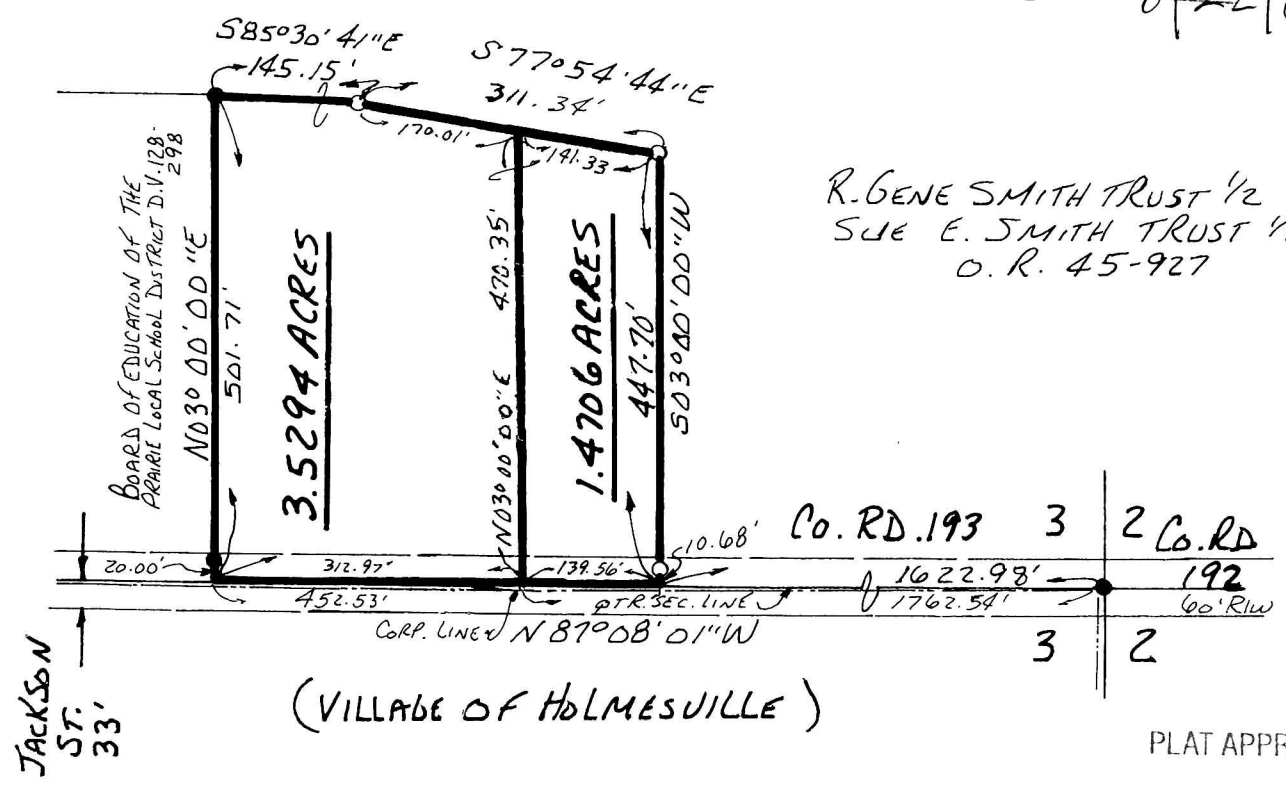 S85°30'41"E
145.15'
S77°54'44"E
311.34'
170.01'
141.33
BOARD OF EDUCATION OF THE
PRAIRIE LOCAL SCHOOL DISTRICT D.V. 128-
298
N03°00'00"E
501.71'
3.5294 ACRES
470.35'
N03°00'00"E
1.4706 ACRES
447.70'
S03°00'00"W
R. GENE SMITH TRUST 1/2
SUE E. SMITH TRUST
O.R. 45-927
CO. RD. 193
3
2
CO. RD
192
60' R/W
10.68'
20.00'
312.97'
139.56'
1622.98'
452.53'
QTR. SEC. LINE
1762.54'
CORP. LINE
N87°08'01"W
3
2
JACKSON
ST.
33'
(VILLAGE OF HOLMESVILLE)
PLAT APPR